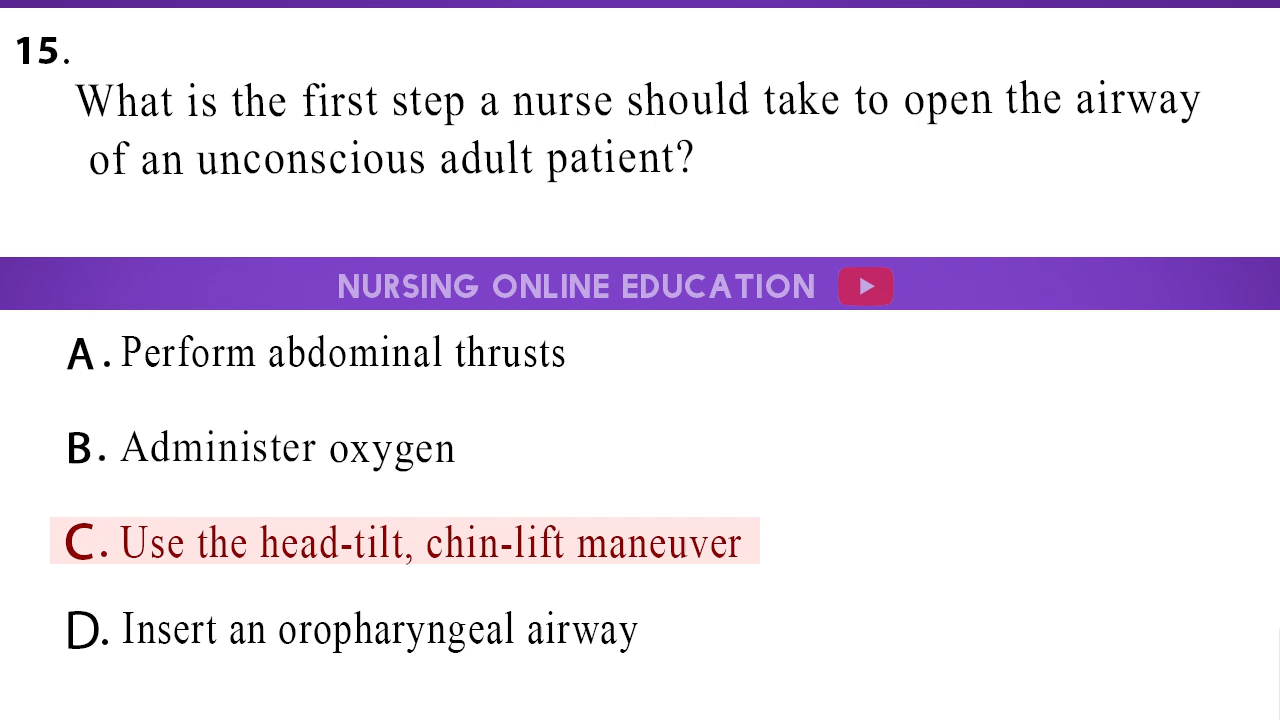 15.
What is the first step a nurse should take to open the airway
of an unconscious adult patient?
NURSING ONLINE EDUCATION
A. Perform abdominal thrusts
B. Administer oxygen
C. Use the head-tilt, chin-lift maneuver
D. Insert an oropharyngeal airway